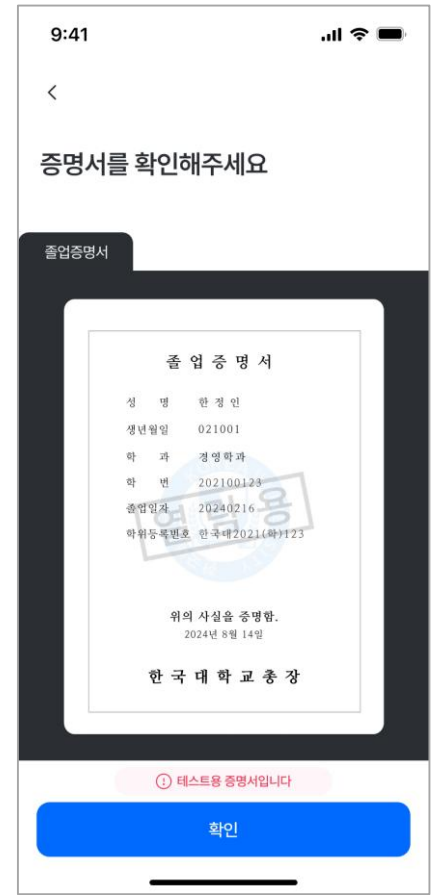 9:41
증명서를 확인해주세요
졸업증명서
졸 업 증 명 서
성 명 한 정 인
생년월일 021001
학 과 경영학과
학 번 202100123
졸업일자 20240216
학위등록번호 한국대2021(학)123
열람용
위의 사실을 증명함.
2024년 8월 14일
한 국 대 학 교 총 장
테스트용 증명서입니다
확인